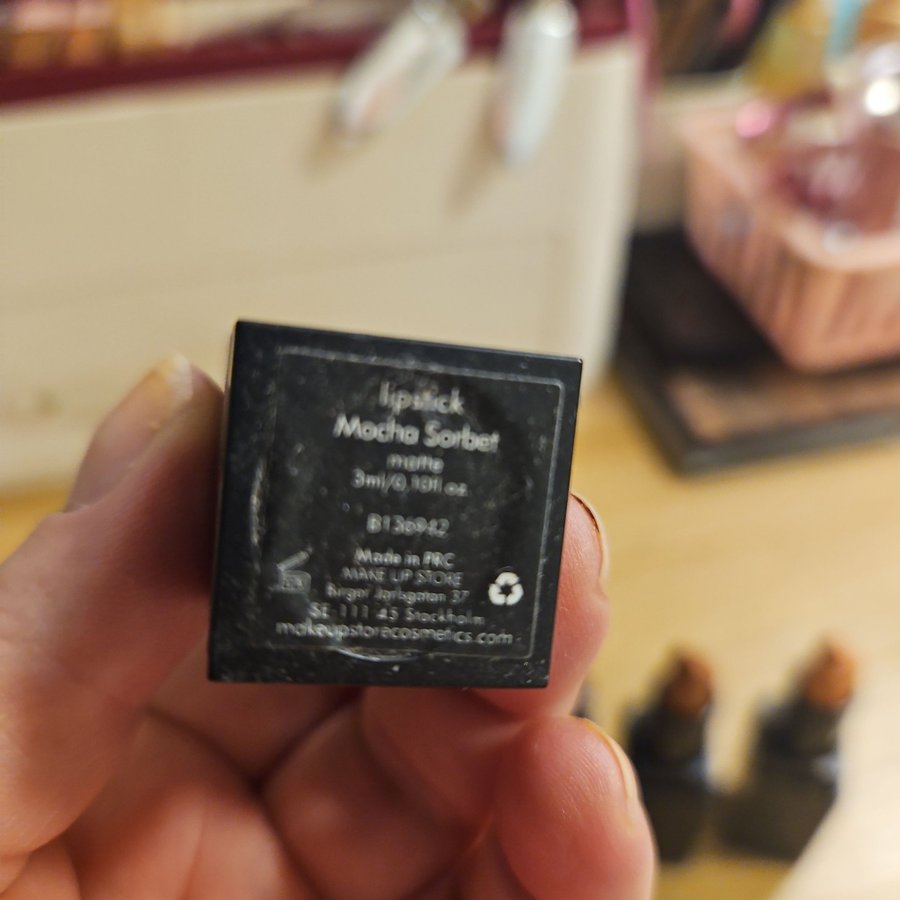 lipstick
Mocha Sorbet
matte
3ml/0,10fl oz
B136942
Made in PRC
MAKE UP STORE
Birger Jarlsgatan 37
SE-111 45 Stockholm
makeupstorecosmetics.com